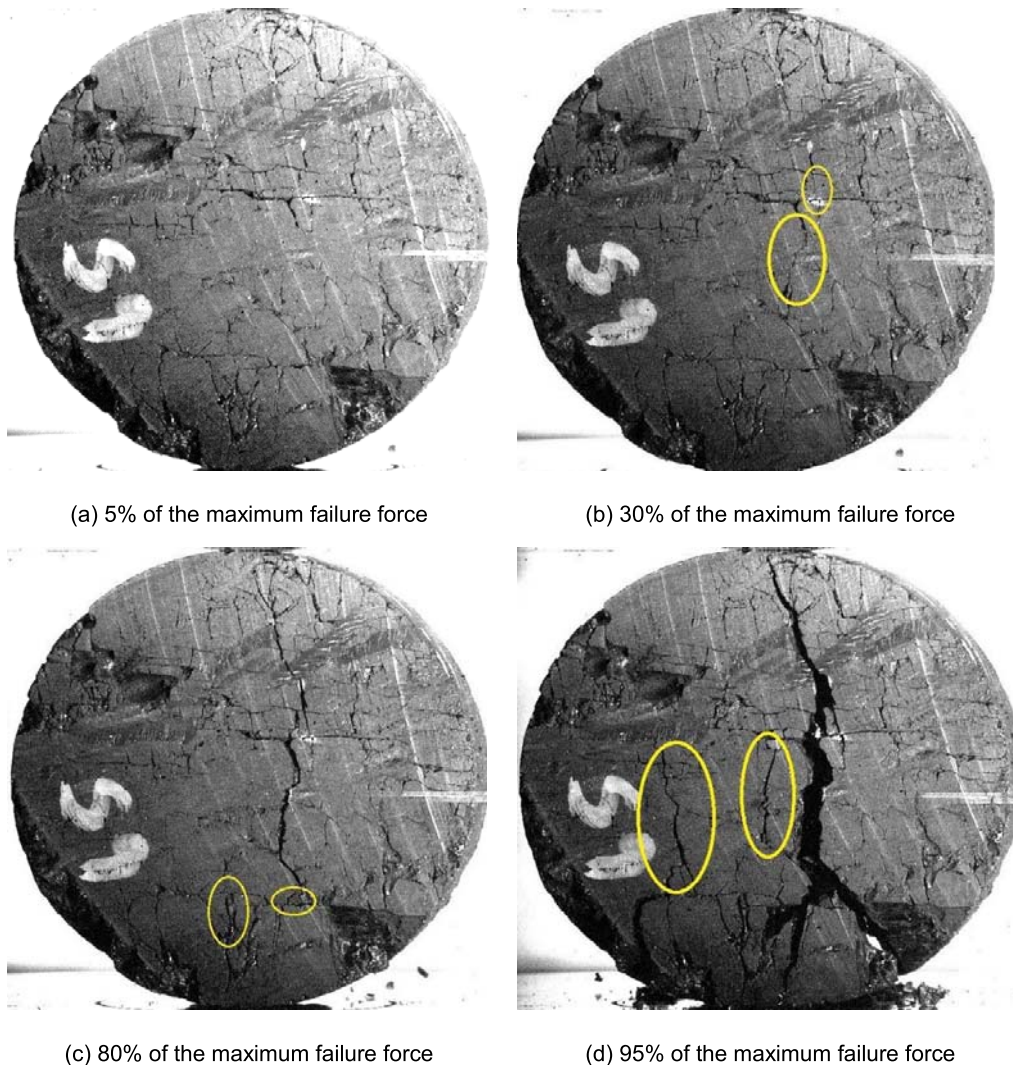 (a) 5% of the maximum failure force
(b) 30% of the maximum failure force
(c) 80% of the maximum failure force
(d) 95% of the maximum failure force